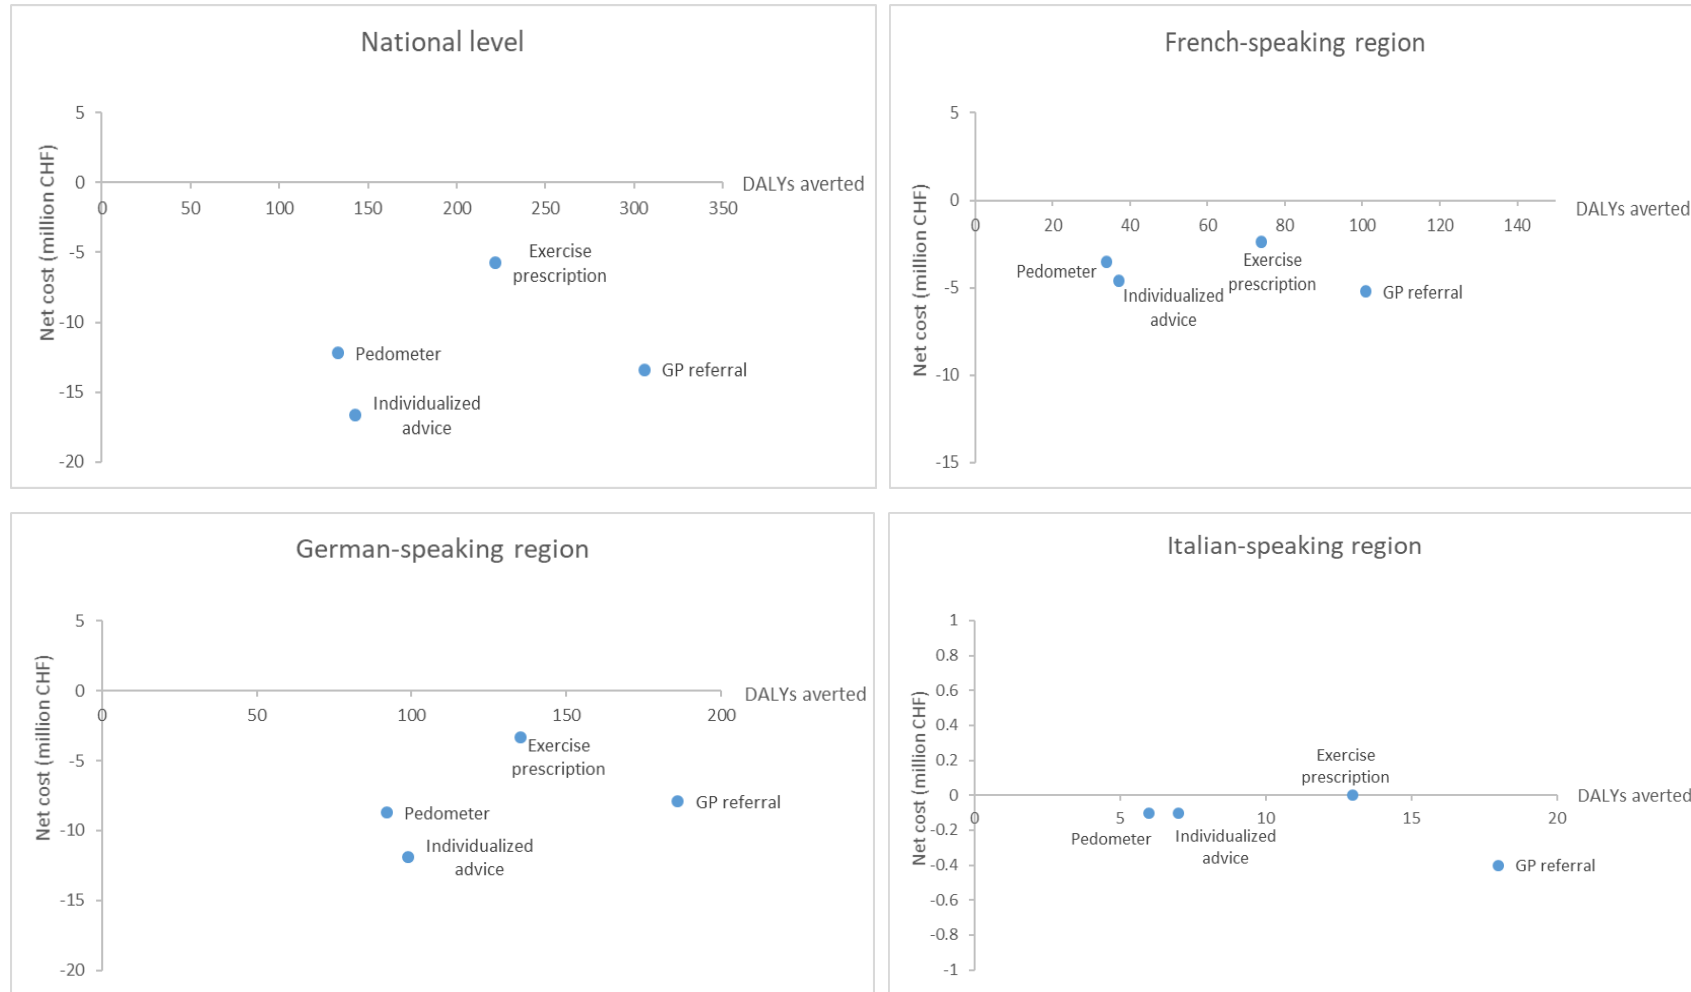 National level
5
0
DALYs averted
0
50
100
150
200
250
300
350
-5
-10
-15
-20
Net cost (million CHF)
Exercise
prescription
Pedometer
GP referral
Individualized
advice
French-speaking region
5
0
DALYs averted
0
20
40
60
80
100
120
140
-5
-10
-15
Net cost (million CHF)
Pedometer
Exercise
prescription
Individualized
advice
GP referral
German-speaking region
5
0
DALYs averted
0
50
100
150
200
-5
-10
-15
-20
Net cost (million CHF)
Exercise
prescription
GP referral
Pedometer
Individualized
advice
Italian-speaking region
1
0.8
0.6
0.4
0.2
0
-0.2
-0.4
-0.6
-0.8
-1
Net cost (million CHF)
0
5
10
15
20
DALYs averted
Exercise
prescription
Pedometer
Individualized
advice
GP referral